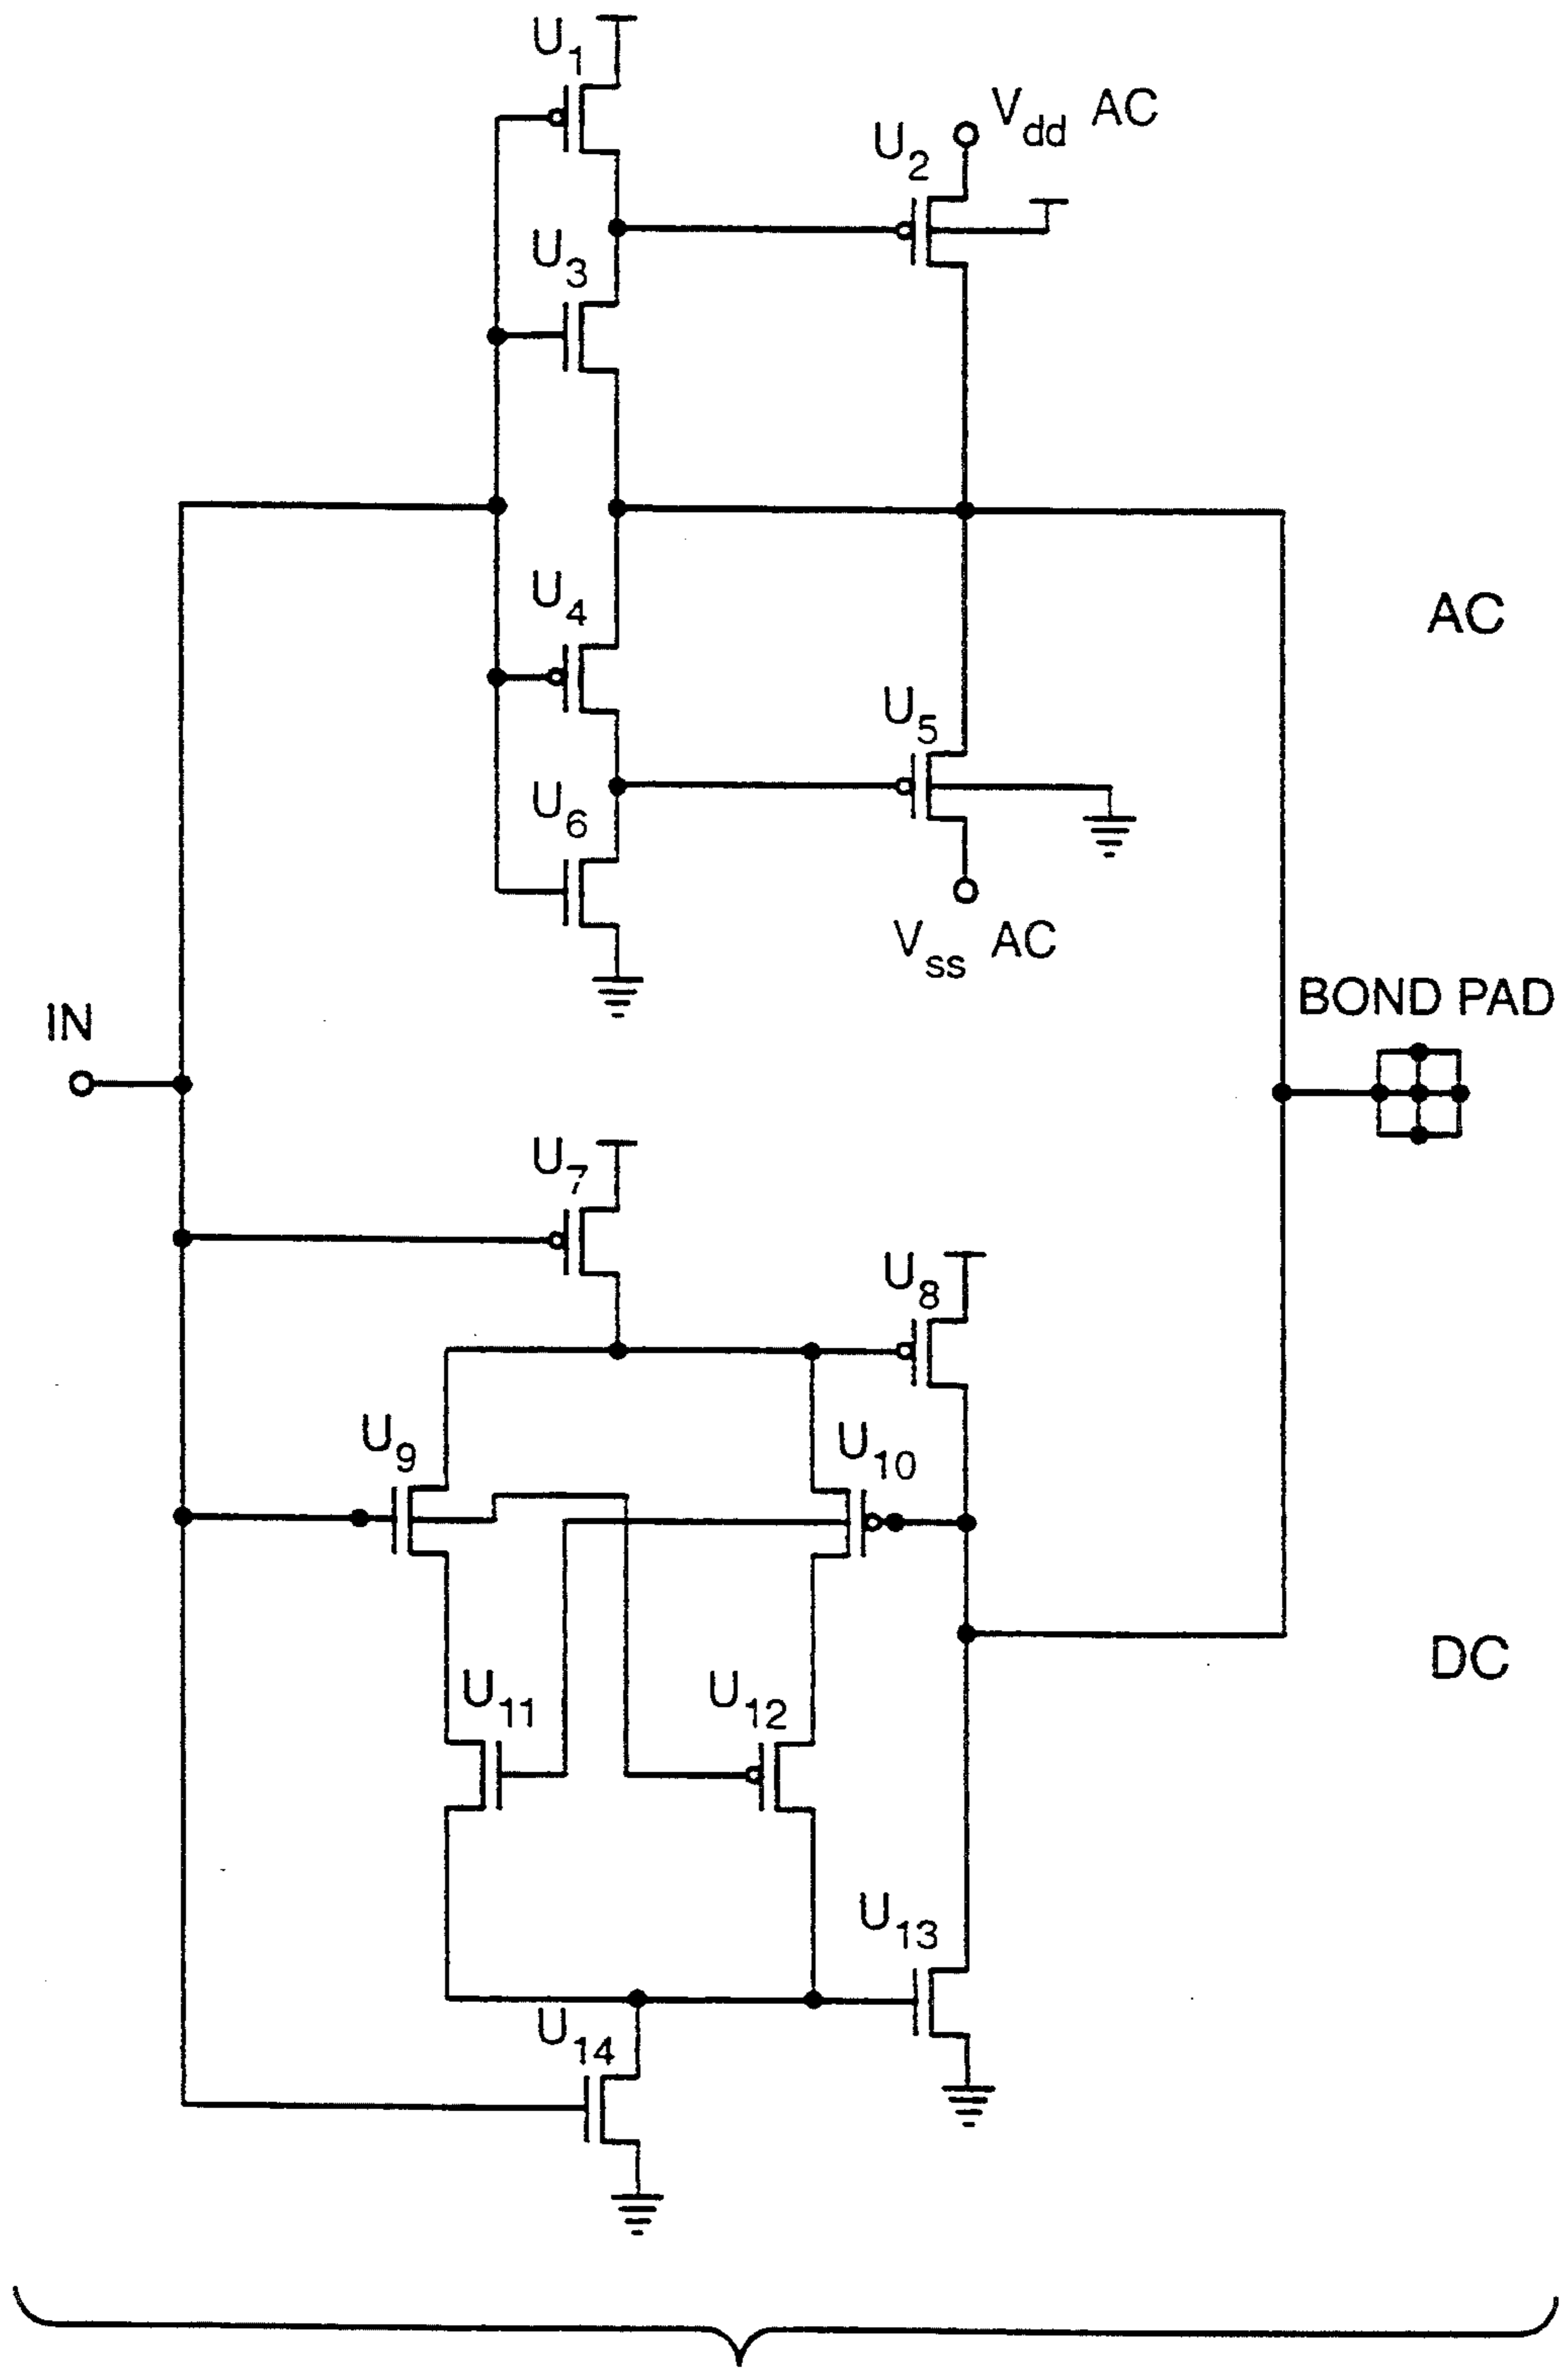 U1
U2
Vdd AC
U3
U4
AC
U5
U6
Vss AC
BOND PAD
IN
U7
U8
U9
U10
U11
U12
DC
U13
U14